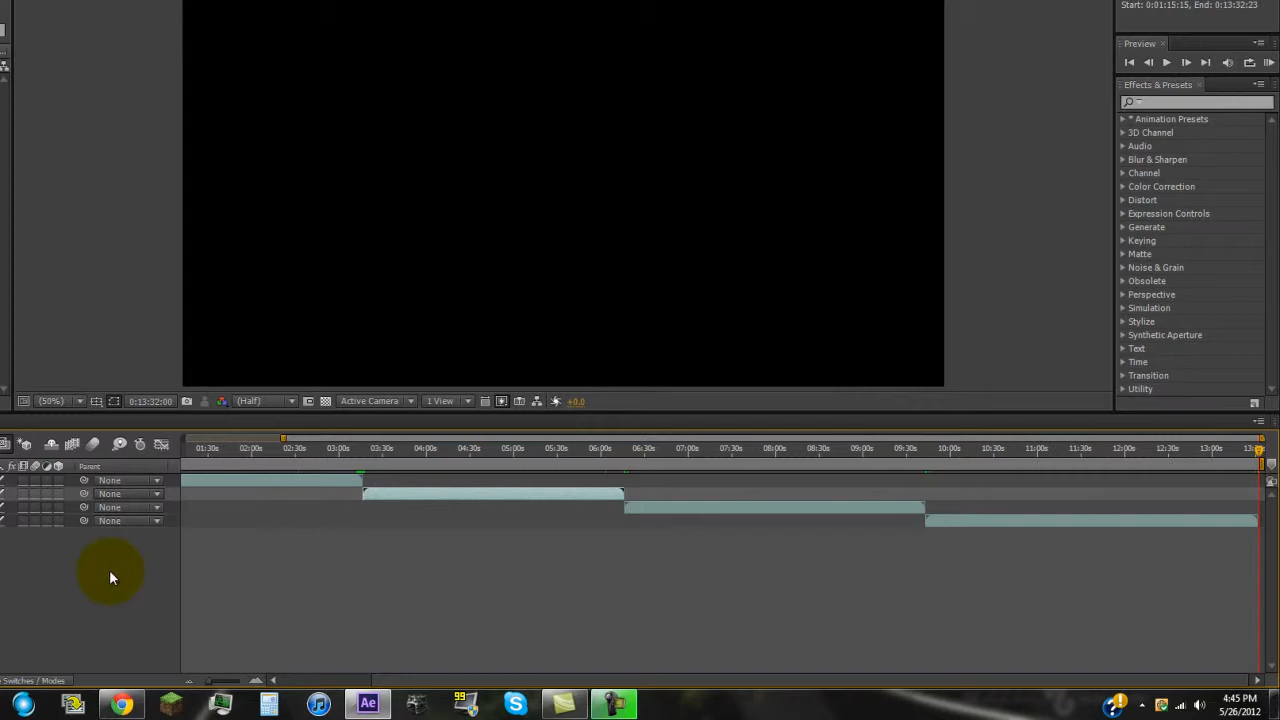 Start: 0:01:15:15, End: 0:13:32:23
Preview
Effects & Presets
* Animation Presets
3D Channel
Audio
Blur & Sharpen
Channel
Color Correction
Distort
Expression Controls
Generate
Keying
Matte
Noise & Grain
Obsolete
Perspective
Simulation
Stylize
Synthetic Aperture
Text
Time
Transition
Utility
(50%) 0:13:32:00 (Half) Active Camera 1 View +0.0
01:30s 02:00s 02:30s 03:00s 03:30s 04:00s 04:30s 05:00s 05:30s 06:00s 06:30s 07:00s 07:30s 08:00s 08:30s 09:00s 09:30s 10:00s 10:30s 11:00s 11:30s 12:00s 12:30s 13:00s
fx Parent
None
None
None
None
Switches / Modes
Ae 99
4:45 PM
5/26/2012